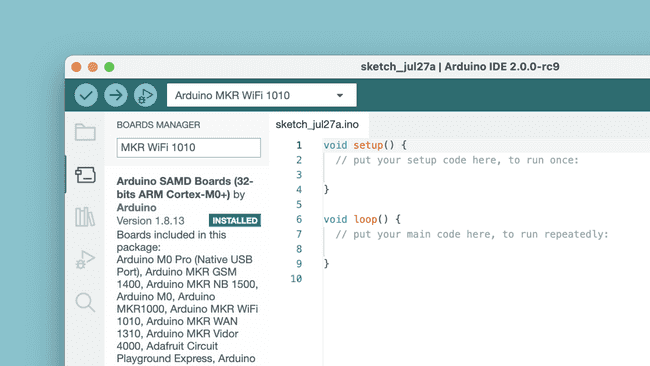 sketch_jul27a | Arduino IDE 2.0.0-rc9
Arduino MKR WiFi 1010
BOARDS MANAGER
MKR WiFi 1010
Arduino SAMD Boards (32-
bits ARM Cortex-M0+) by
Arduino
Version 1.8.13
INSTALLED
Boards included in this
package:
Arduino M0 Pro (Native USB
Port), Arduino MKR GSM
1400, Arduino MKR NB 1500,
Arduino M0, Arduino
MKR1000, Arduino MKR WiFi
1010, Arduino MKR WAN
1310, Arduino MKR Vidor
4000, Adafruit Circuit
Playground Express, Arduino
sketch_jul27a.ino
1 void setup() {
2 // put your setup code here, to run once:
3
4 }
5
6 void loop() {
7 // put your main code here, to run repeatedly:
8
9 }
10